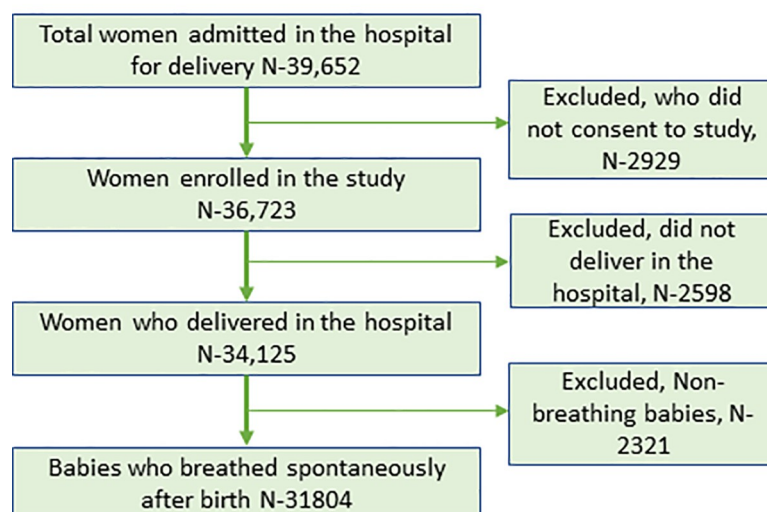 Total women admitted in the hospital
for delivery N-39,652
Excluded, who did
not consent to study,
N-2929
Women enrolled in the study
N-36,723
Excluded, did not
deliver in the
hospital, N-2598
Women who delivered in the hospital
N-34,125
Excluded, Non-
breathing babies, N-
2321
Babies who breathed spontaneously
after birth N-31804